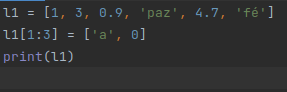 l1 = [1, 3, 0.9, 'paz', 4.7, 'fé']
l1[1:3] = ['a', 0]
print(l1)